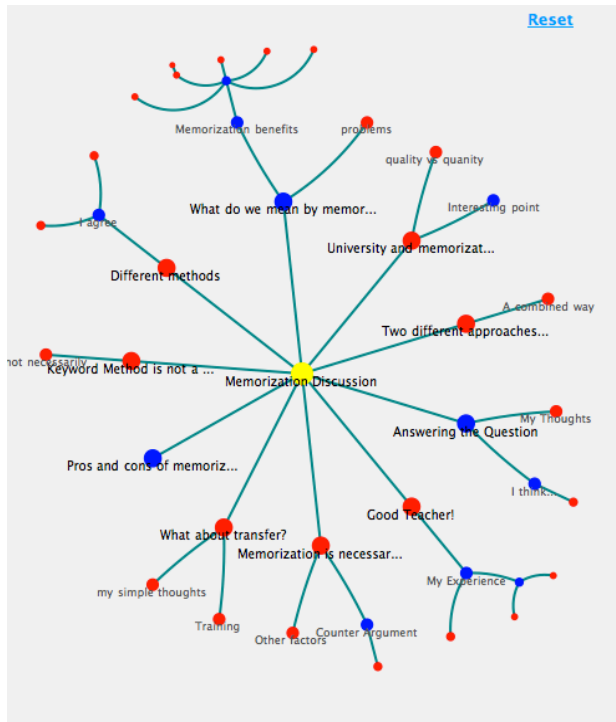 Reset
Memorization benefits
problems
quality vs quanity
What do we mean by memor...
Interesting point
I agree
University and memorizat...
Different methods
A combined way
Two different approaches...
not necessarily
Keyword Method is not a ...
Memorization Discussion
My Thoughts
Answering the Question
Pros and cons of memoriz...
I think...
Good Teacher!
What about transfer?
Memorization is necessar...
My Experience
my simple thoughts
Training
Counter Argument
Other factors